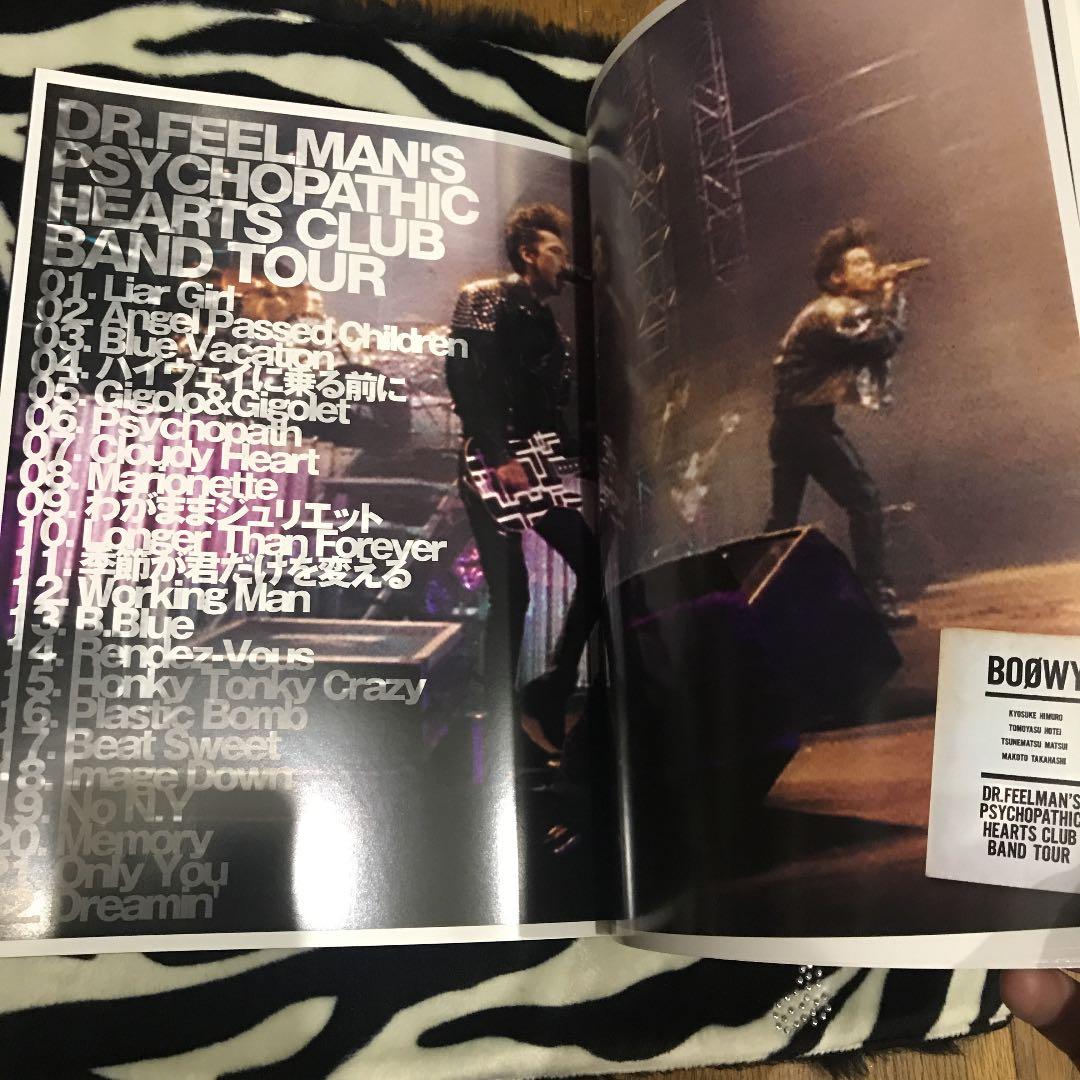 DR.FEELMAN'S
PSYCHOPATHIC
HEARTS CLUB
BAND TOUR
01. Liar Girl
02. Angel Passed Children
03. Blue Vacation
04. ハイウェイに乗る前に
05. Gigolo&Gigolet
06. Psychopath
07. Cloudy Heart
08. Marionette
09. わがままジュリエット
10. Longer Than Forever
11. 季節が君だけを変える
12. Working Man
13. B.Blue
14. Rendez-Vous
15. Honky Tonky Crazy
16. Plastic Bomb
17. Beat Sweet
18. Image Down
19. No N.Y
20. Memory
21. Only You
22. Dreamin'
BOØWY
KYOSUKE HIMURO
TOMOYASU HOTEI
TSUNEMATSU MATSUI
MAKOTO TAKAHASHI
DR.FEELMAN'S
PSYCHOPATHIC
HEARTS CLUB
BAND TOUR